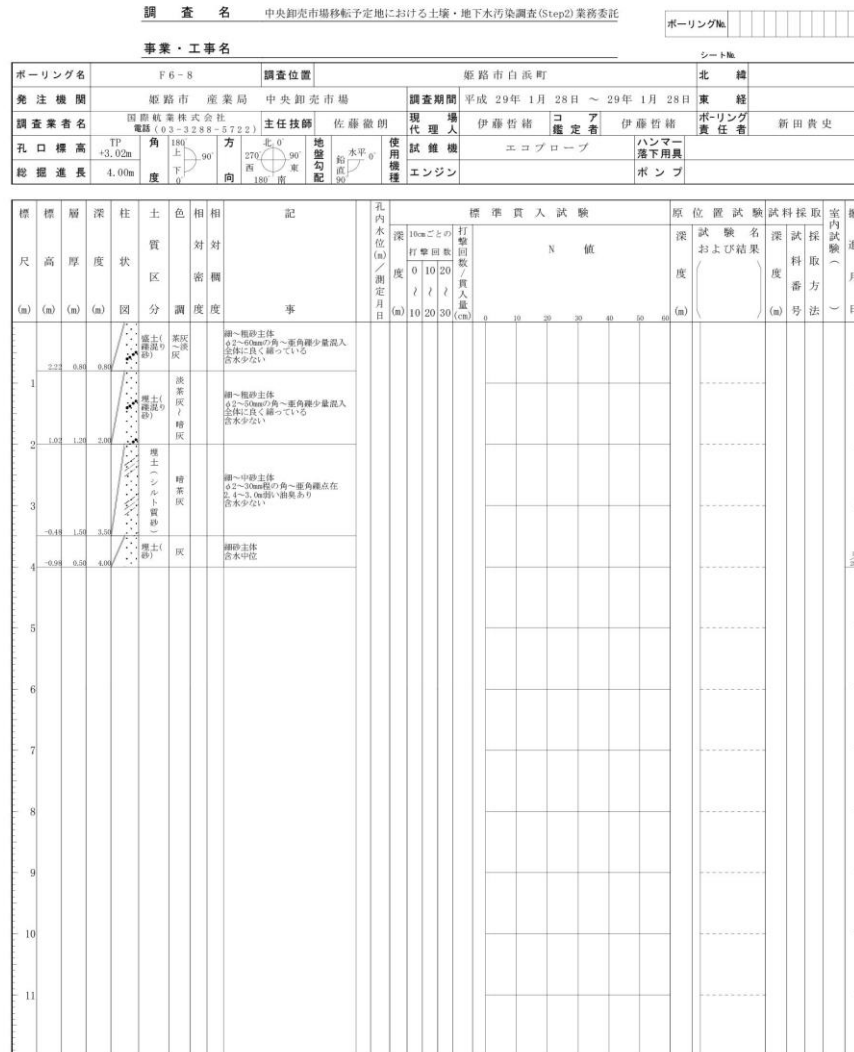 調査名 中央卸売市場移転予定地における土壌・地下水汚染調査(Step2)業務委託
ボーリング№
事業・工事名
シート№
ボーリング名 F6-8 調査位置 姫路市白浜町 北緯
発注機関 姫路市 産業局 中央卸売市場 調査期間 平成 29年 1月 28日 ～ 29年 1月 28日 東経
調査業者名 国際航業株式会社 電話(03-3288-5722) 主任技師 佐藤徹朗 現場代理人 伊藤哲緒 コア鑑定者 伊藤哲緒 ボーリング責任者 新田貴史
孔口標高 TP +3.02m 角度 180° 上 90° 下 0° 方向 北 0° 270° 90° 西 東 180° 南 地盤勾配 水平 0° 鉛直 90° 使用機種 試錐機 エコプローブ ハンマー落下用具
総掘進長 4.00m エンジン ポンプ
標尺(m) 標高(m) 層厚(m) 深度(m) 柱状図 土質区分 色調 相対密度 相対稠度 記事 孔内水位(m)/測定月日 標準貫入試験 原位置試験 試料採取 室内試験( )
深度(m) 10cmごとの打撃回数 打撃回数/貫入量(cm) N 値 深度(m) 試験名および結果 深度(m) 試料番号 採取方法
0 10 20
～ ～ ～
10 20 30
0 10 20 30 40 50 60
盛土(礫混り砂) 茶灰～淡灰 細～粗砂主体
φ2～60mmの角～亜角礫少量混入
全体に良く締っている
含水少ない
2.22 0.80 0.80
1
埋土(礫混り砂) 淡茶灰～暗灰 細～粗砂主体
φ2～50mmの角～亜角礫少量混入
全体に良く締っている
含水少ない
2 1.02 1.20 2.00
埋土(シルト質砂) 暗茶灰 細～中砂主体
φ2～30mm程の角～亜角礫点在
2.4～3.0m弱い油臭あり
含水少ない
3
-0.48 1.50 3.50
埋土(砂) 灰 細砂主体
含水中位
4 -0.98 0.50 4.00
5
6
7
8
9
10
11